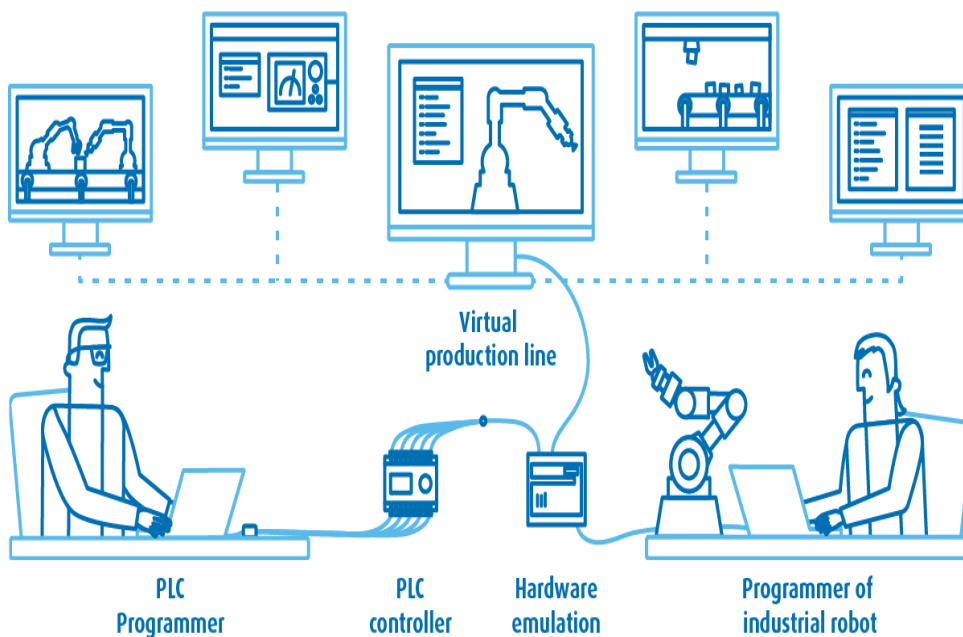 Virtual
production line
PLC
Programmer
PLC
controller
Hardware
emulation
Programmer of
industrial robot